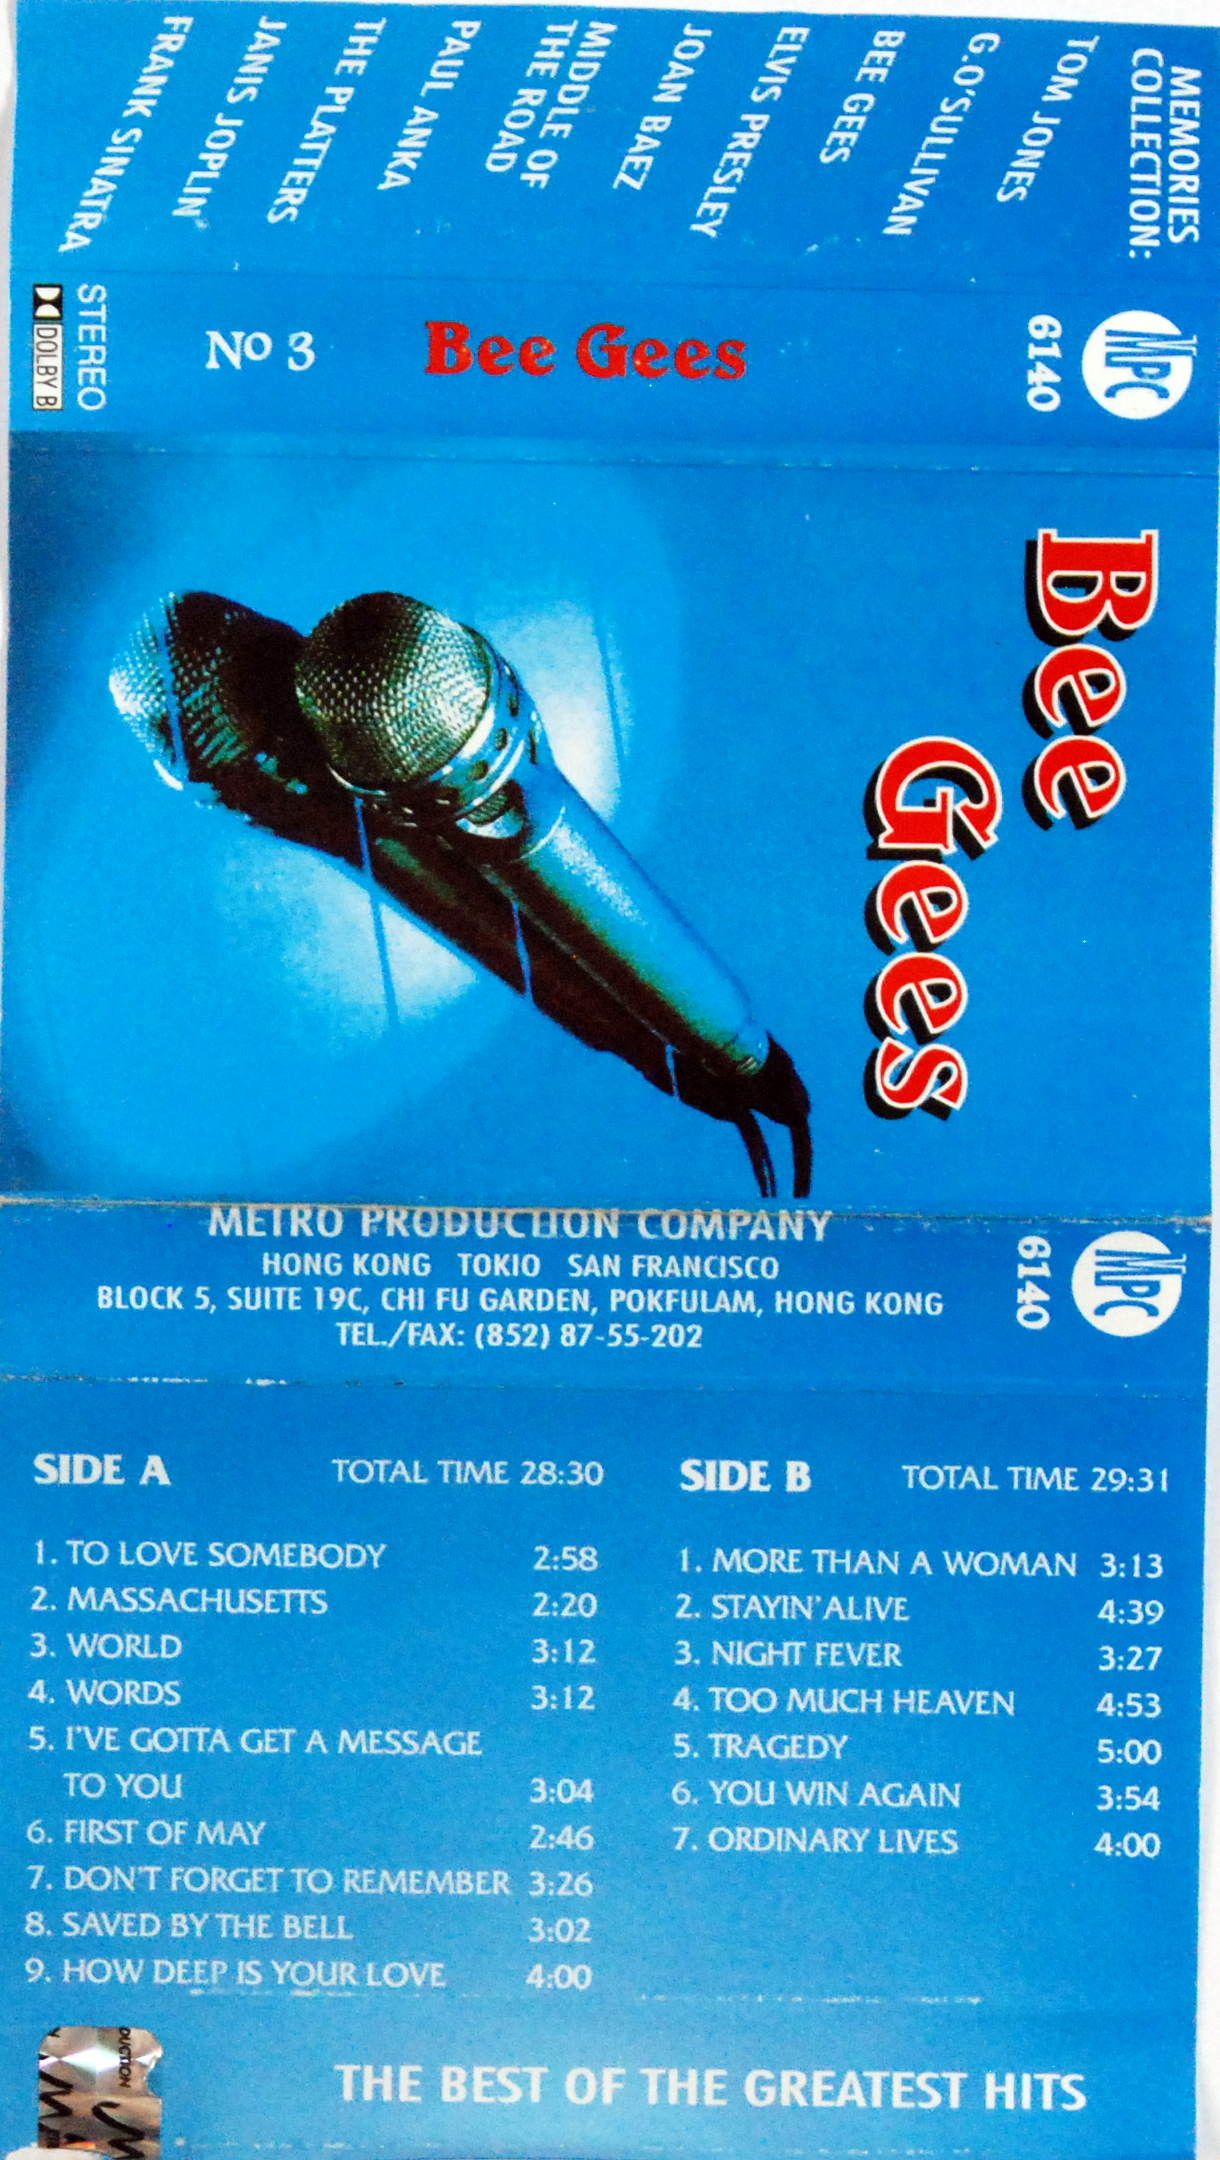 MEMORIES
COLLECTION:
TOM JONES
G.O'SULLIVAN
BEE GEES
ELVIS PRESLEY
JOAN BAEZ
MIDDLE OF
THE ROAD
PAUL ANKA
THE PLATTERS
JANIS JOPLIN
FRANK SINATRA
MPC
6140
Bee Gees
No 3
STEREO
DOLBY B
Bee
Gees
METRO PRODUCTION COMPANY
HONG KONG TOKIO SAN FRANCISCO
BLOCK 5, SUITE 19C, CHI FU GARDEN, POKFULAM, HONG KONG
TEL./FAX: (852) 87-55-202
MPC
6140
SIDE A TOTAL TIME 28:30
1. TO LOVE SOMEBODY 2:58
2. MASSACHUSETTS 2:20
3. WORLD 3:12
4. WORDS 3:12
5. I'VE GOTTA GET A MESSAGE
TO YOU 3:04
6. FIRST OF MAY 2:46
7. DON'T FORGET TO REMEMBER 3:26
8. SAVED BY THE BELL 3:02
9. HOW DEEP IS YOUR LOVE 4:00
SIDE B TOTAL TIME 29:31
1. MORE THAN A WOMAN 3:13
2. STAYIN' ALIVE 4:39
3. NIGHT FEVER 3:27
4. TOO MUCH HEAVEN 4:53
5. TRAGEDY 5:00
6. YOU WIN AGAIN 3:54
7. ORDINARY LIVES 4:00
THE BEST OF THE GREATEST HITS